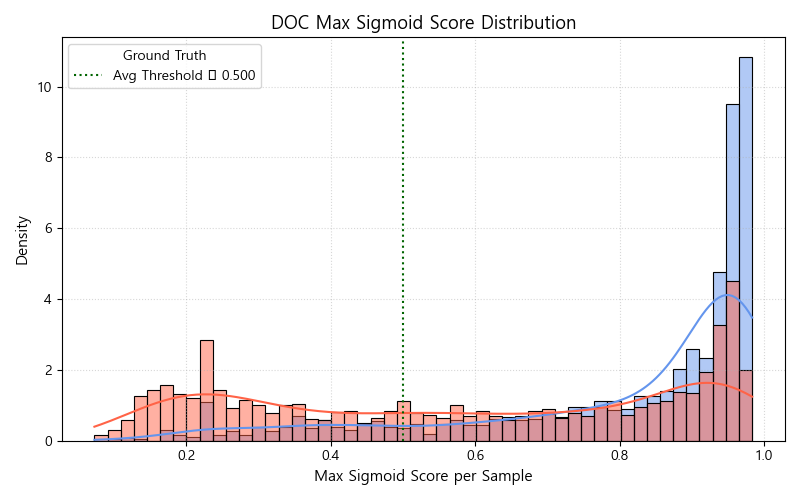 DOC Max Sigmoid Score Distribution
Ground Truth
Avg Threshold 0.500
Density
10
8
6
4
2
0
0.2
0.4
0.6
0.8
1.0
Max Sigmoid Score per Sample